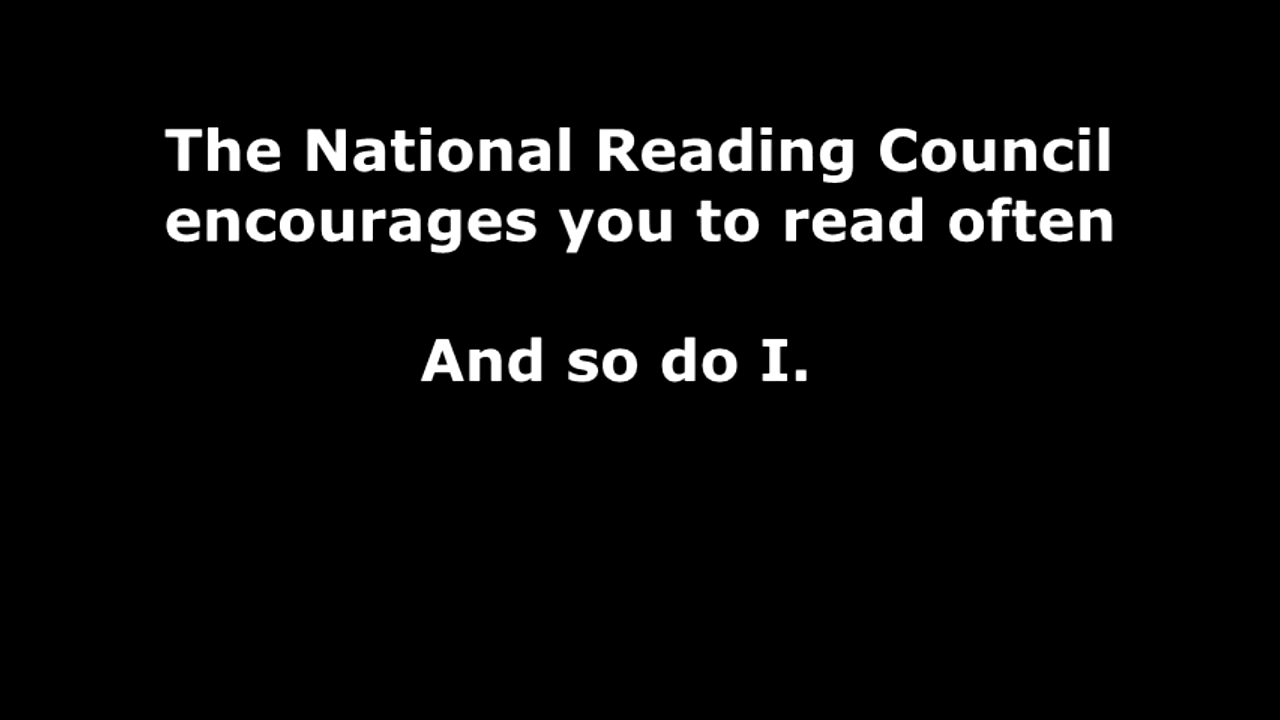 The National Reading Council
encourages you to read often
And so do I.